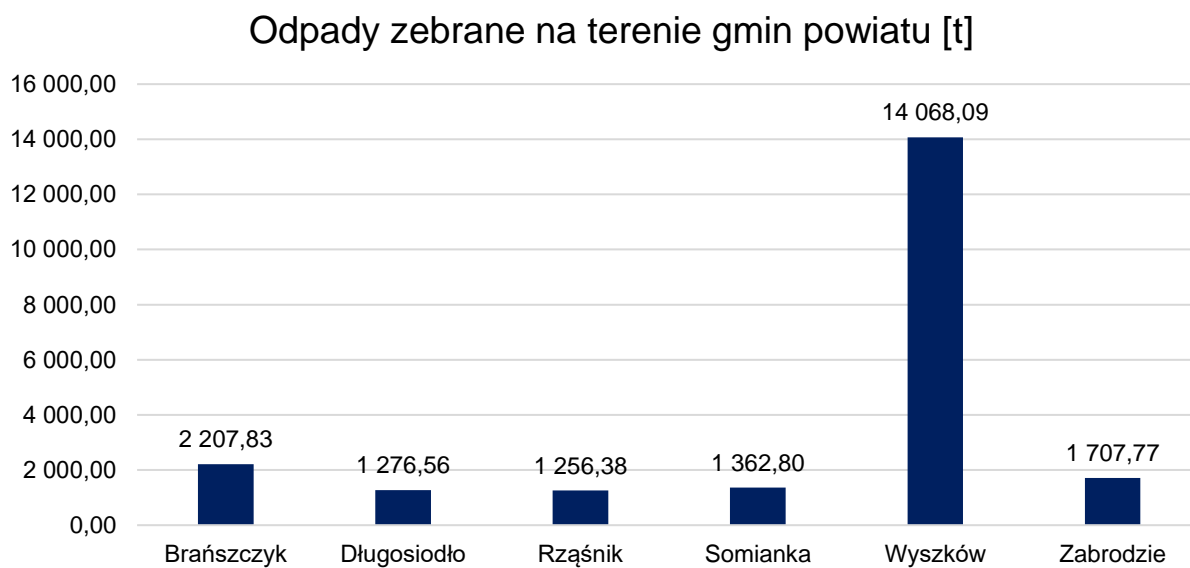 Odpady zebrane na terenie gmin powiatu [t]
16 000,00
14 000,00
12 000,00
10 000,00
8 000,00
6 000,00
4 000,00
2 000,00
0,00
2 207,83
1 276,56
1 256,38
1 362,80
14 068,09
1 707,77
Brańszczyk
Długosiodło
Rząśnik
Somianka
Wyszków
Zabrodzie